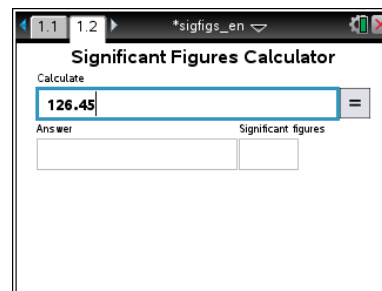 1.1 1.2 *sigfigs_en
Significant Figures Calculator
Calculate
126.45 =
Answer Significant figures